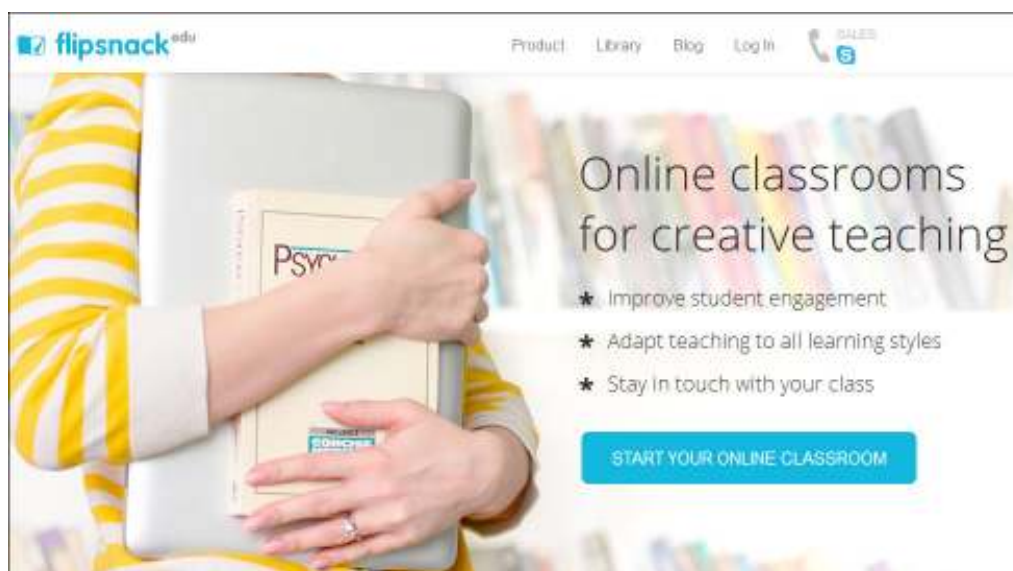 flipsnack edu
Product Library Blog Log In SALES
Online classrooms
for creative teaching
* Improve student engagement
* Adapt teaching to all learning styles
* Stay in touch with your class
START YOUR ONLINE CLASSROOM
CONCISE